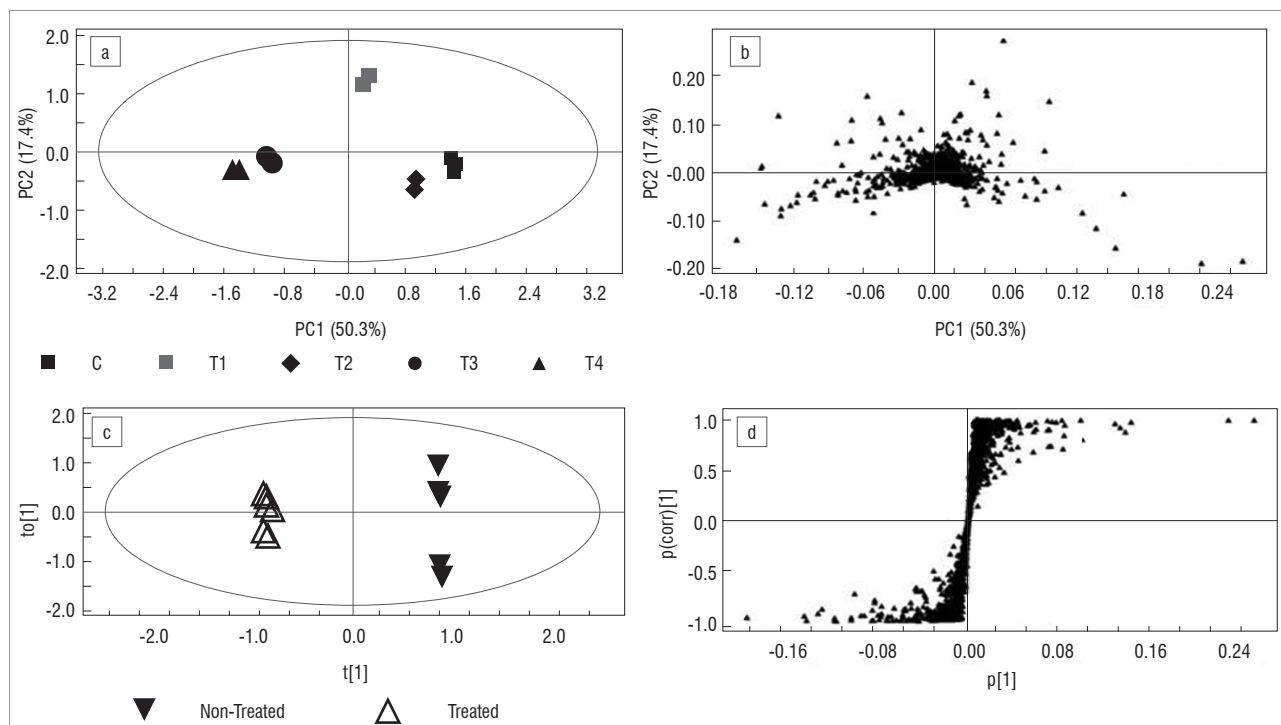 a
2.0
1.0
0.0
-1.0
-2.0
PC2 (17.4%)
-3.2 -2.4 -1.6 -0.8 -0.0 0.8 1.6 2.4 3.2
PC1 (50.3%)
b
0.20
0.10
-0.00
-0.10
-0.20
PC2 (17.4%)
-0.18 -0.12 -0.06 0.00 0.06 0.12 0.18 0.24
PC1 (50.3%)
C T1 T2 T3 T4
c
2.0
1.0
0.0
-1.0
-2.0
to[1]
-2.0 -1.0 0.0 1.0 2.0
t[1]
d
1.0
0.5
0.0
-0.5
-1.0
p(corr)[1]
-0.16 -0.08 0.00 0.08 0.16 0.24
p[1]
Non-Treated Treated